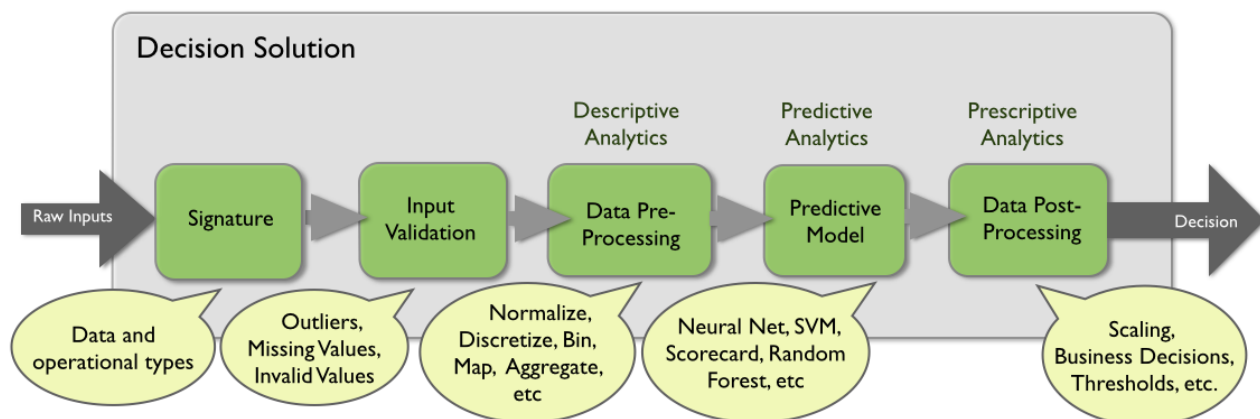 Decision Solution
Descriptive
Analytics
Predictive
Analytics
Prescriptive
Analytics
Raw Inputs
Signature
Input
Validation
Data Pre-
Processing
Predictive
Model
Data Post-
Processing
Decision
Data and
operational types
Outliers,
Missing Values,
Invalid Values
Normalize,
Discretize, Bin,
Map, Aggregate,
etc
Neural Net, SVM,
Scorecard, Random
Forest, etc
Scaling,
Business Decisions,
Thresholds, etc.